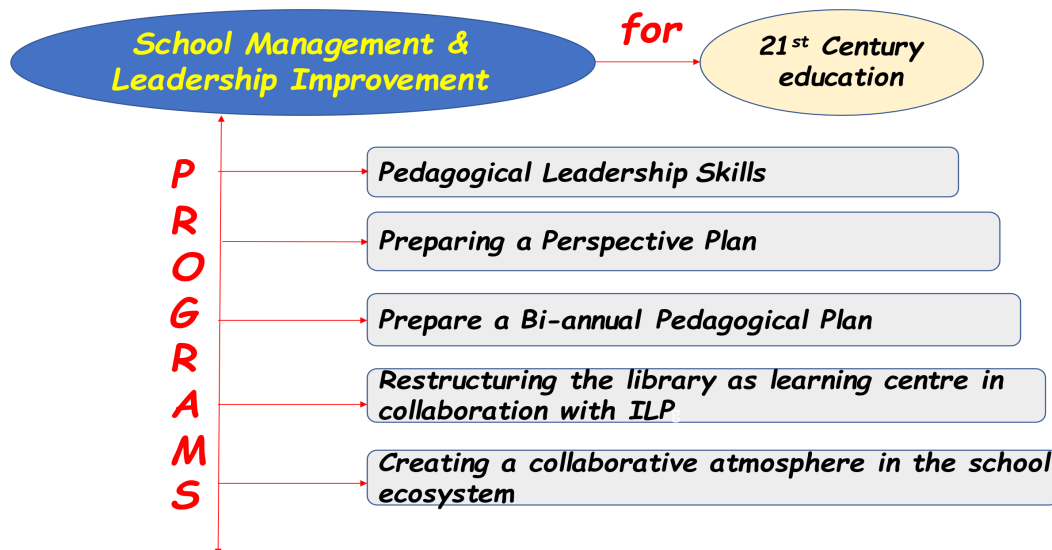 School Management &
Leadership Improvement
for
21st Century
education
PROGRAMS
Pedagogical Leadership Skills
Preparing a Perspective Plan
Prepare a Bi-annual Pedagogical Plan
Restructuring the library as learning centre in
collaboration with ILP
Creating a collaborative atmosphere in the school
ecosystem